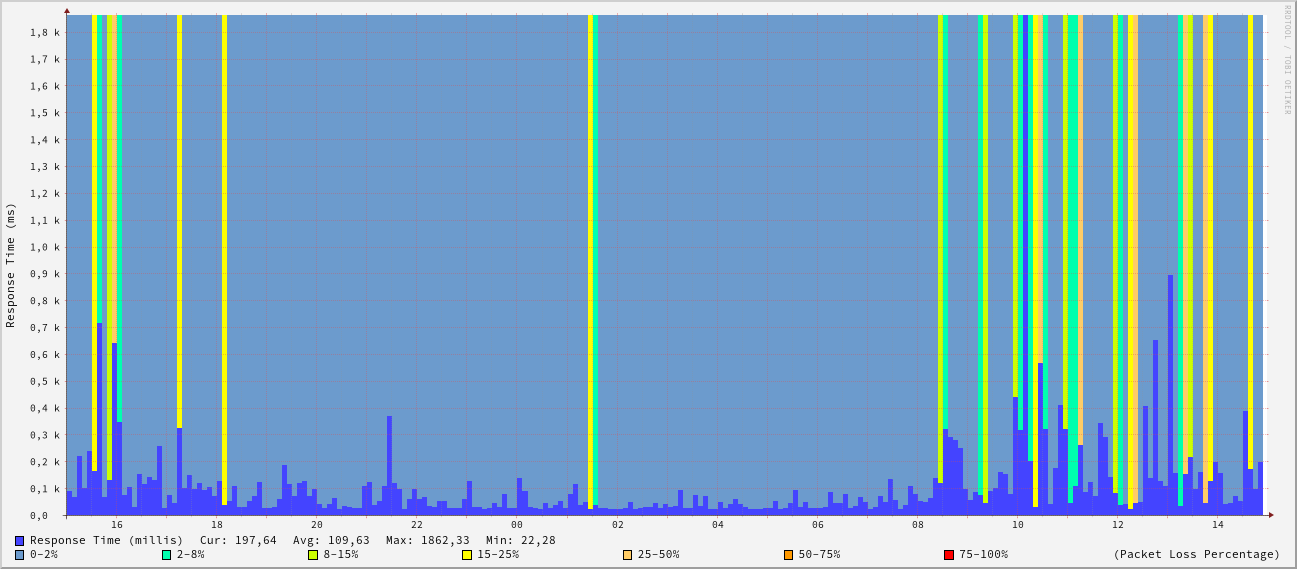 RRDTOOL / TOBI OETIKER
Response Time (ms)
1,8 k
1,7 k
1,6 k
1,5 k
1,4 k
1,3 k
1,2 k
1,1 k
1,0 k
0,9 k
0,8 k
0,7 k
0,6 k
0,5 k
0,4 k
0,3 k
0,2 k
0,1 k
0,0
16 18 20 22 00 02 04 06 08 10 12 14
Response Time (millis) Cur: 197,64 Avg: 109,63 Max: 1862,33 Min: 22,28
0-2% 2-8% 8-15% 15-25% 25-50% 50-75% 75-100% (Packet Loss Percentage)